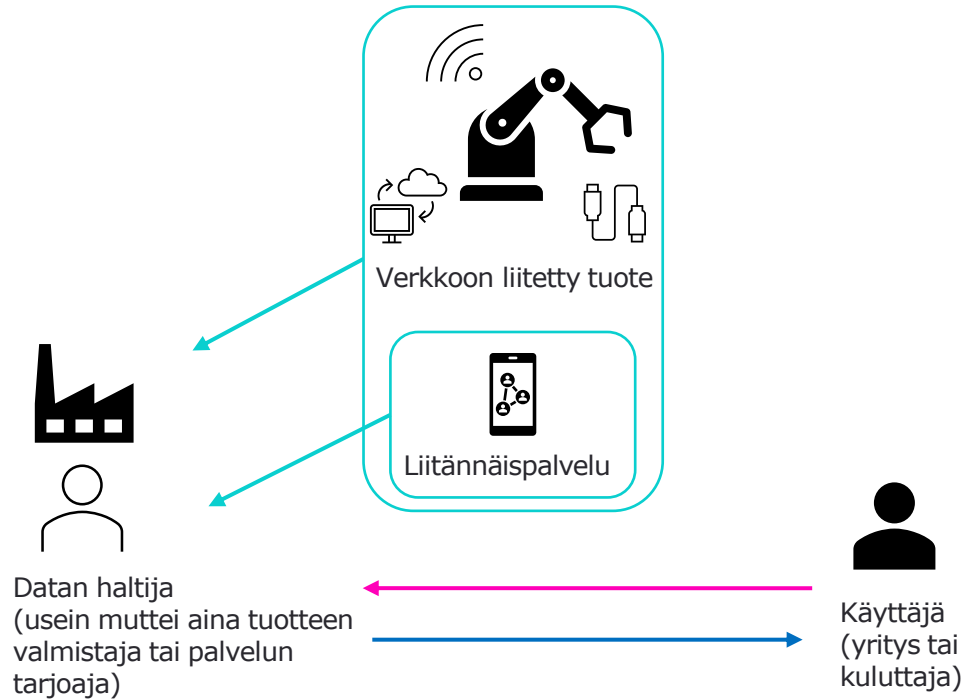 Verkkoon liitetty tuote
Liitännäispalvelu
Datan haltija
(usein muttei aina tuotteen
valmistaja tai palvelun
tarjoaja)
Käyttäjä
(yritys tai
kuluttaja)